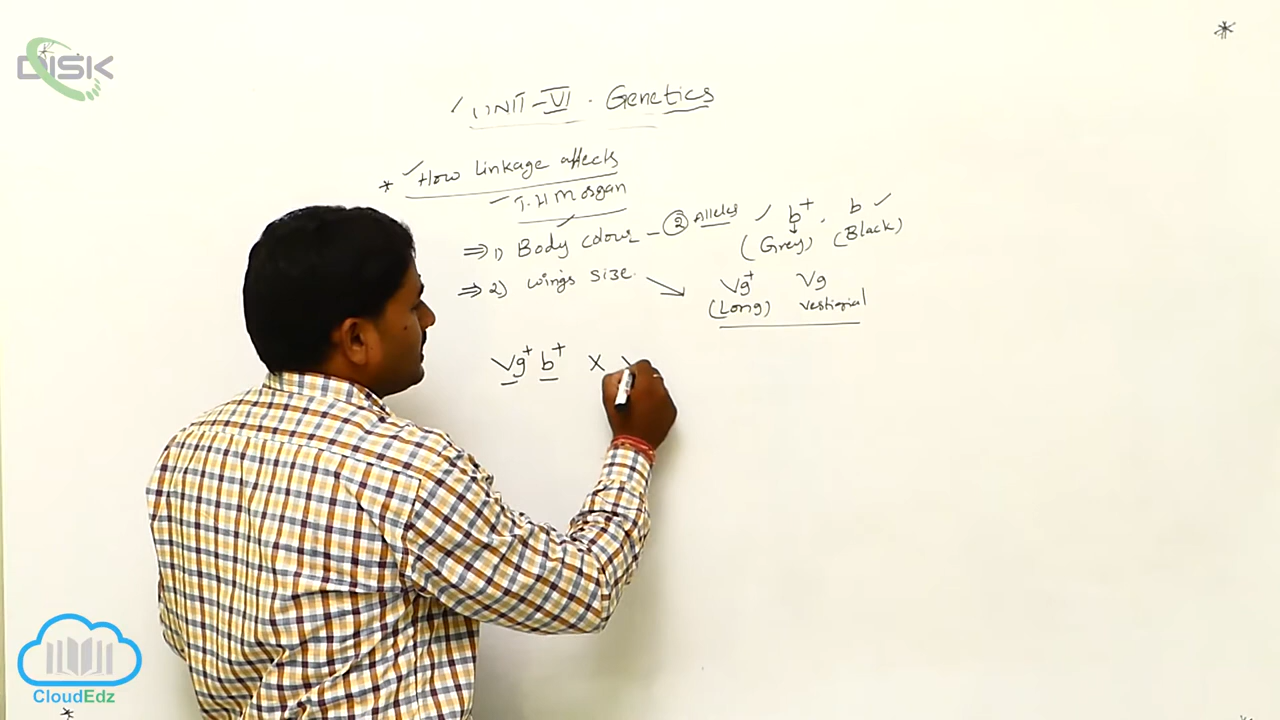 DISK
UNIT-VI. Genetics
* How linkage affects
T.H Morgan
⇒ 1) Body colour - ② Alleles b⁺, b
(Grey) (Black)
⇒ 2) wings size. Vg⁺ Vg
(Long) vestigial
Vg⁺ b⁺ X
CloudEdz